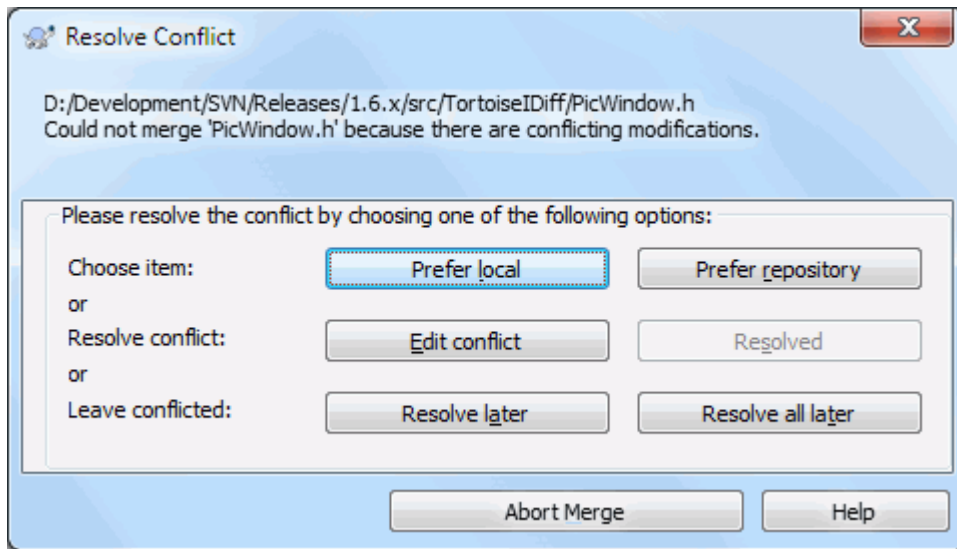 Resolve Conflict
D:/Development/SVN/Releases/1.6.x/src/TortoiseIDiff/PicWindow.h
Could not merge 'PicWindow.h' because there are conflicting modifications.
Please resolve the conflict by choosing one of the following options:
Choose item: Prefer local Prefer repository
or
Resolve conflict: Edit conflict Resolved
or
Leave conflicted: Resolve later Resolve all later
Abort Merge Help